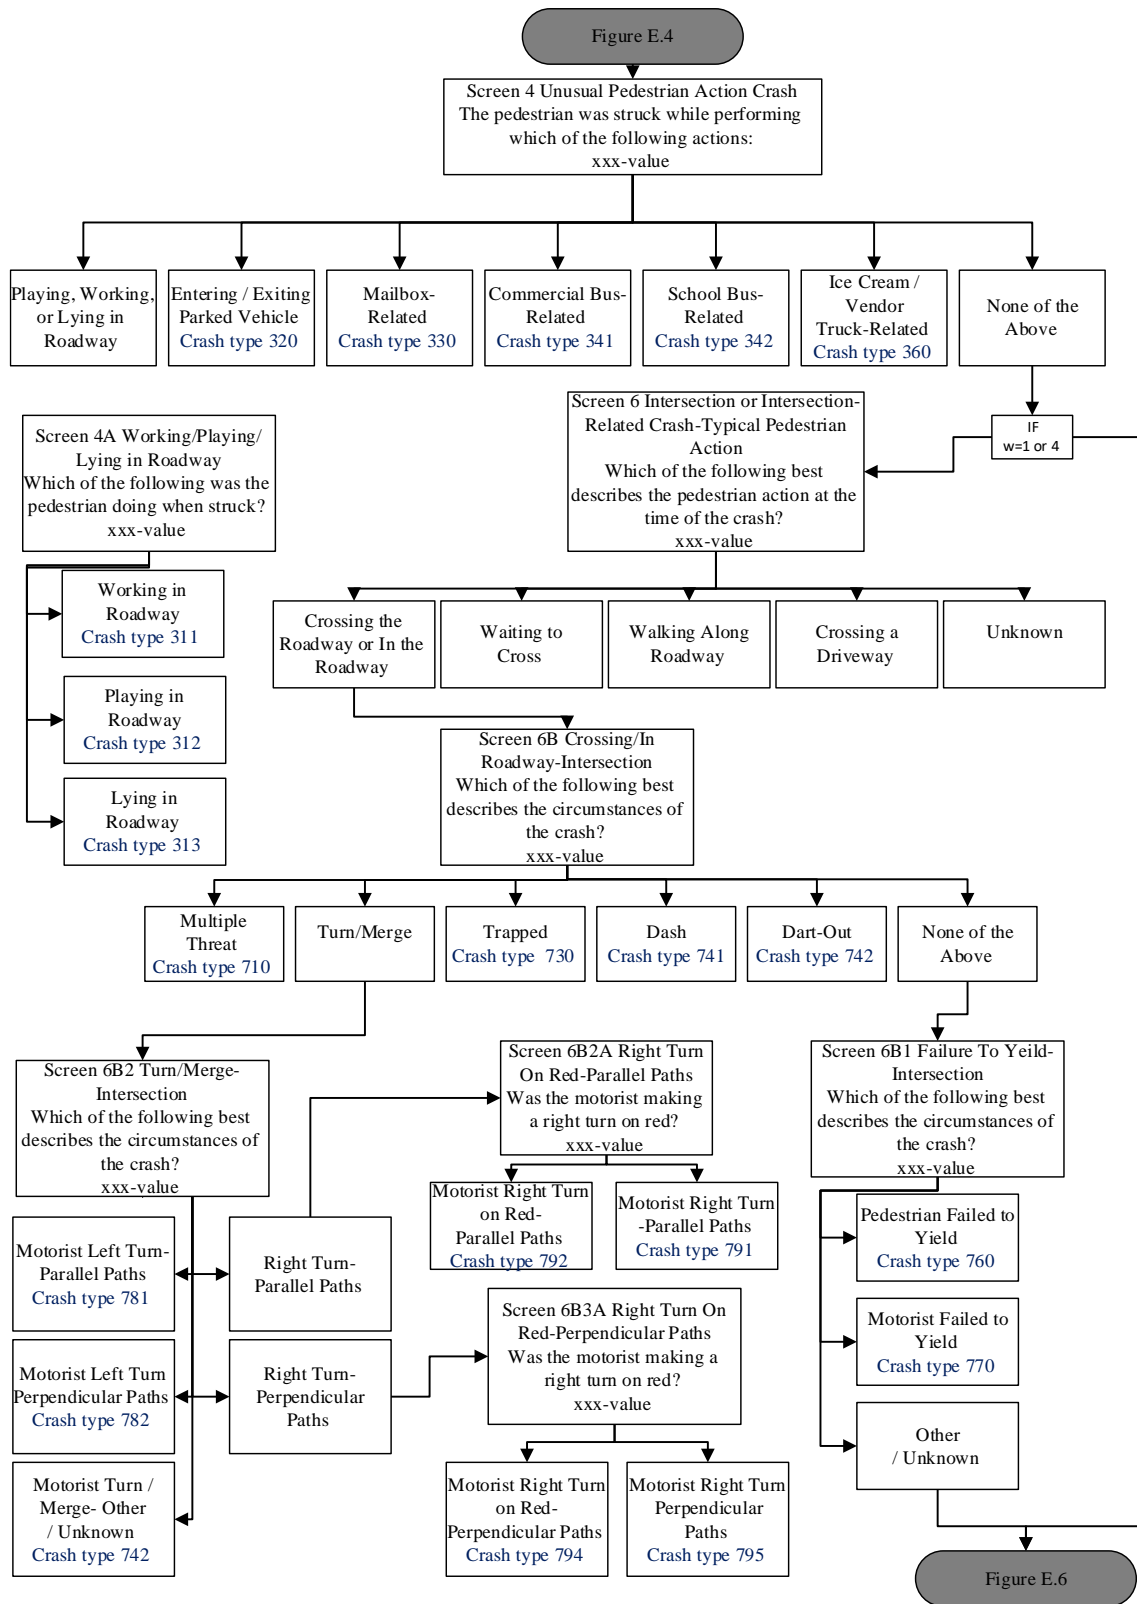 Figure E.4
Screen 4 Unusual Pedestrian Action Crash
The pedestrian was struck while performing
which of the following actions:
xxx-value
Playing, Working,
or Lying in
Roadway
Entering / Exiting
Parked Vehicle
Crash type 320
Mailbox-
Related
Crash type 330
Commercial Bus-
Related
Crash type 341
School Bus-
Related
Crash type 342
Ice Cream /
Vendor
Truck-Related
Crash type 360
None of the
Above
IF
w=1 or 4
Screen 6 Intersection or Intersection-
Related Crash-Typical Pedestrian
Action
Which of the following best
describes the pedestrian action at the
time of the crash?
xxx-value
Screen 4A Working/Playing/
Lying in Roadway
Which of the following was the
pedestrian doing when struck?
xxx-value
Working in
Roadway
Crash type 311
Playing in
Roadway
Crash type 312
Lying in
Roadway
Crash type 313
Crossing the
Roadway or In the
Roadway
Waiting to
Cross
Walking Along
Roadway
Crossing a
Driveway
Unknown
Screen 6B Crossing/In
Roadway-Intersection
Which of the following best
describes the circumstances of
the crash?
xxx-value
Multiple
Threat
Crash type 710
Turn/Merge
Trapped
Crash type  730
Dash
Crash type 741
Dart-Out
Crash type 742
None of the
Above
Screen 6B2 Turn/Merge-
Intersection
Which of the following best
describes the circumstances of
the crash?
xxx-value
Screen 6B2A Right Turn
On Red-Parallel Paths
Was the motorist making
a right turn on red?
xxx-value
Screen 6B1 Failure To Yeild-
Intersection
Which of the following best
describes the circumstances of
the crash?
xxx-value
Motorist Right Turn
on Red-
Parallel Paths
Crash type 792
Motorist Right Turn
-Parallel Paths
Crash type 791
Pedestrian Failed to
Yield
Crash type 760
Motorist Left Turn-
Parallel Paths
Crash type 781
Right Turn-
Parallel Paths
Screen 6B3A Right Turn On
Red-Perpendicular Paths
Was the motorist making a
right turn on red?
xxx-value
Motorist Failed to
Yield
Crash type 770
Motorist Left Turn
Perpendicular Paths
Crash type 782
Right Turn-
Perpendicular
Paths
Other
/ Unknown
Motorist Turn /
Merge- Other
/ Unknown
Crash type 742
Motorist Right Turn
on Red-
Perpendicular Paths
Crash type 794
Motorist Right Turn
Perpendicular
Paths
Crash type 795
Figure E.6